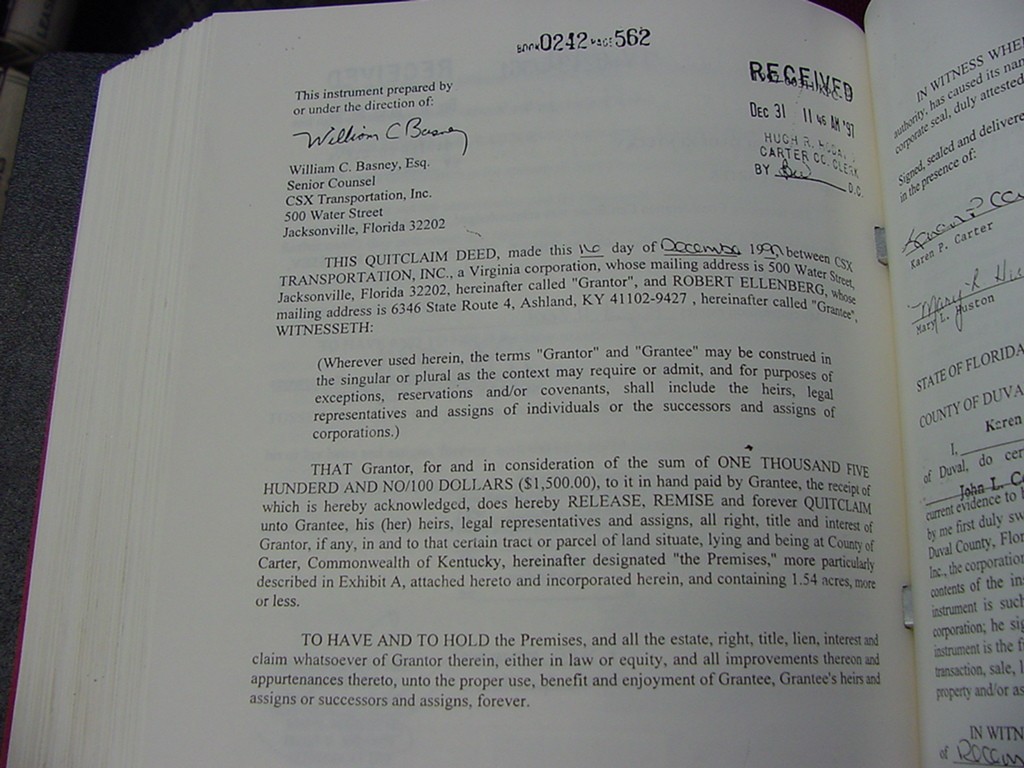 BOOK 0242 PAGE 562
RECEIVED
Dec 31 11 46 AM '97
HUGH R.
CARTER CO. CLERK
BY D.C.
This instrument prepared by
or under the direction of:
William C Basney
William C. Basney, Esq.
Senior Counsel
CSX Transportation, Inc.
500 Water Street
Jacksonville, Florida 32202
THIS QUITCLAIM DEED, made this day of December 1997, between CSX
TRANSPORTATION, INC., a Virginia corporation, whose mailing address is 500 Water Street,
Jacksonville, Florida 32202, hereinafter called "Grantor", and ROBERT ELLENBERG, whose
mailing address is 6346 State Route 4, Ashland, KY 41102-9427 , hereinafter called "Grantee",
WITNESSETH:
(Wherever used herein, the terms "Grantor" and "Grantee" may be construed in
the singular or plural as the context may require or admit, and for purposes of
exceptions, reservations and/or covenants, shall include the heirs, legal
representatives and assigns of individuals or the successors and assigns of
corporations.)
THAT Grantor, for and in consideration of the sum of ONE THOUSAND FIVE
HUNDERD AND NO/100 DOLLARS ($1,500.00), to it in hand paid by Grantee, the receipt of
which is hereby acknowledged, does hereby RELEASE, REMISE and forever QUITCLAIM
unto Grantee, his (her) heirs, legal representatives and assigns, all right, title and interest of
Grantor, if any, in and to that certain tract or parcel of land situate, lying and being at County of
Carter, Commonwealth of Kentucky, hereinafter designated "the Premises," more particularly
described in Exhibit A, attached hereto and incorporated herein, and containing 1.54 acres, more
or less.
TO HAVE AND TO HOLD the Premises, and all the estate, right, title, lien, interest and
claim whatsoever of Grantor therein, either in law or equity, and all improvements thereon and
appurtenances thereto, unto the proper use, benefit and enjoyment of Grantee, Grantee's heirs and
assigns or successors and assigns, forever.
IN WITNESS
authority, has caused its
corporate seal, duly attested
Signed, sealed and
in the presence of:
Karen P.
Karen P. Carter
Mary L
Mary L. Huston
STATE OF FLORIDA
COUNTY OF
Karen
I,
of Duval, do
John L.
current evidence to
by me first duly
Duval County,
Inc., the corporation
contents of the
instrument is such
corporation; he
instrument is the
transaction, sale,
property and/or
IN
of